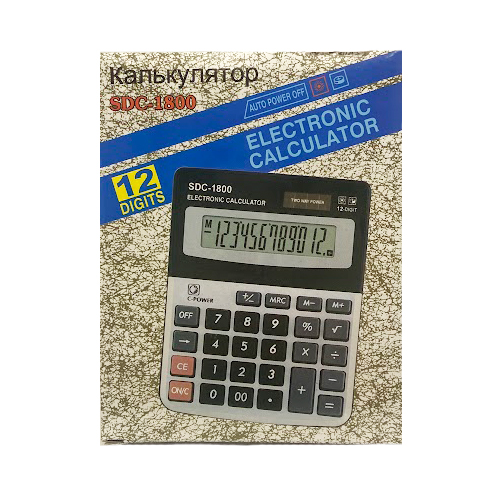 Калькулятор
SDC-1800
AUTO POWER OFF
ELECTRONIC
CALCULATOR
12
DIGITS
SDC-1800
ELECTRONIC CALCULATOR
TWO WAY POWER
12-DIGIT
M
123456789012.
C-POWER
+/- MRC M- M+
OFF 7 8 9 % √
→ 4 5 6 × ÷
CE 1 2 3 + −
ON/C 0 00 • =